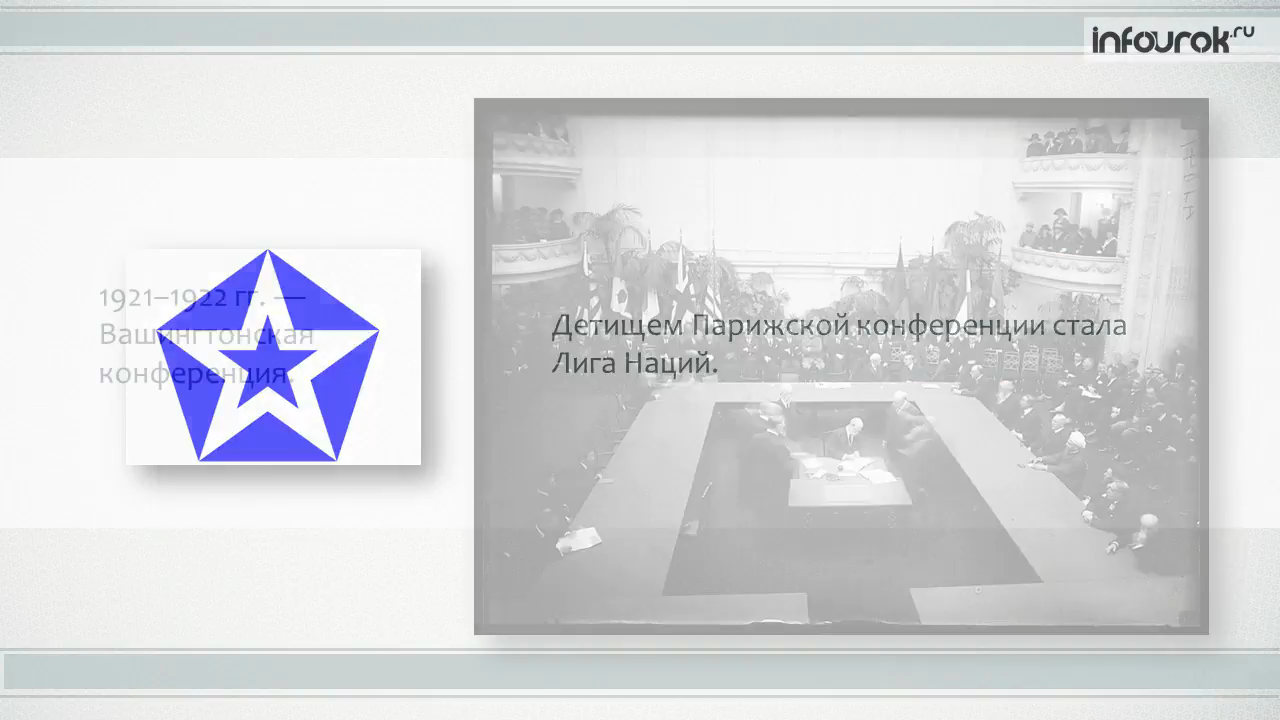 infourok.ru
1921–1922 гг. —
Вашингтонская
конференция.
Детищем Парижской конференции стала
Лига Наций.